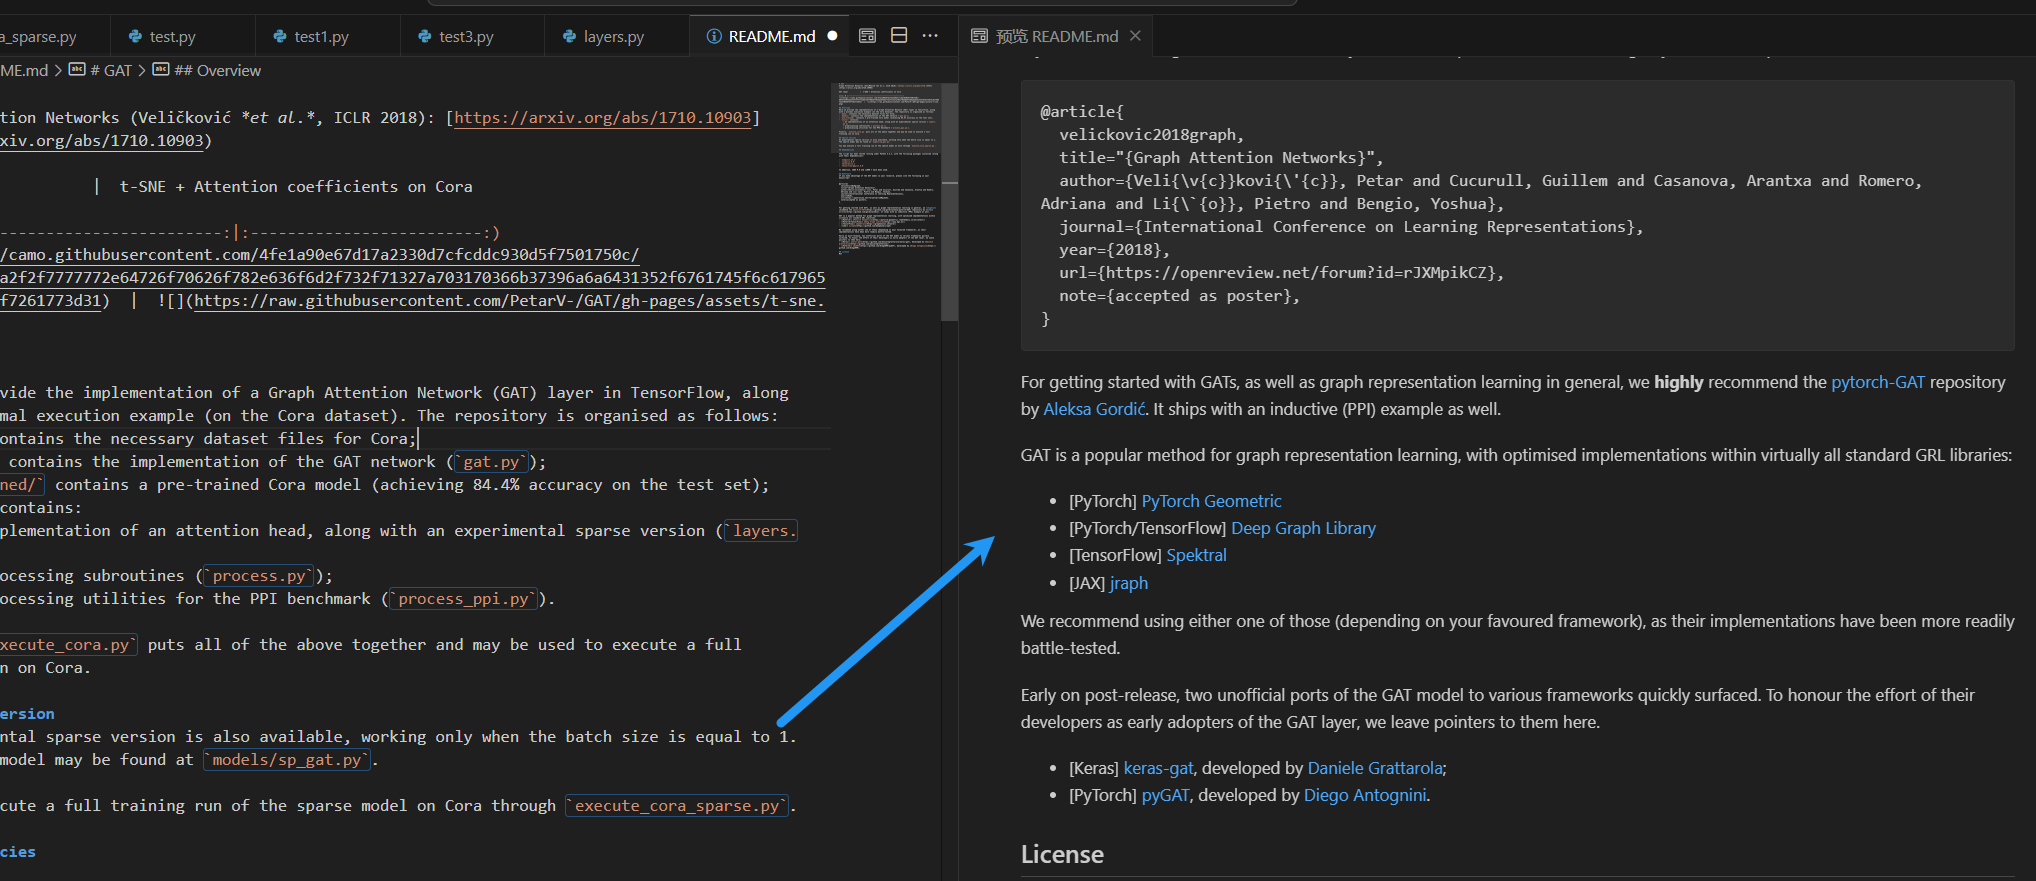 a_sparse.py
test.py
test1.py
test3.py
layers.py
README.md
预览 README.md
ME.md > # GAT > ## Overview
tion Networks (Veličković *et al.*, ICLR 2018): [https://arxiv.org/abs/1710.10903]
xiv.org/abs/1710.10903)
| t-SNE + Attention coefficients on Cora
------------------------:|:-------------------------:)
/camo.githubusercontent.com/4fe1a90e67d17a2330d7cfcddc930d5f7501750c/
a2f2f7777772e64726f70626f782e636f6d2f732f71327a703170366b37396a6a6431352f6761745f6c617965
f7261773d31) | ![](https://raw.githubusercontent.com/PetarV-/GAT/gh-pages/assets/t-sne.
vide the implementation of a Graph Attention Network (GAT) layer in TensorFlow, along
mal execution example (on the Cora dataset). The repository is organised as follows:
ontains the necessary dataset files for Cora;
contains the implementation of the GAT network (`gat.py`);
ned/` contains a pre-trained Cora model (achieving 84.4% accuracy on the test set);
contains:
plementation of an attention head, along with an experimental sparse version (`layers.
ocessing subroutines (`process.py`);
ocessing utilities for the PPI benchmark (`process_ppi.py`).
xecute_cora.py` puts all of the above together and may be used to execute a full
n on Cora.
ersion
ntal sparse version is also available, working only when the batch size is equal to 1.
model may be found at `models/sp_gat.py`.
cute a full training run of the sparse model on Cora through `execute_cora_sparse.py`.
cies
@article{
velickovic2018graph,
title="{Graph Attention Networks}",
author={Veli{\v{c}}kovi{\'{c}}, Petar and Cucurull, Guillem and Casanova, Arantxa and Romero,
Adriana and Li{\`{o}}, Pietro and Bengio, Yoshua},
journal={International Conference on Learning Representations},
year={2018},
url={https://openreview.net/forum?id=rJXMpikCZ},
note={accepted as poster},
}
For getting started with GATs, as well as graph representation learning in general, we highly recommend the pytorch-GAT repository
by Aleksa Gordić. It ships with an inductive (PPI) example as well.
GAT is a popular method for graph representation learning, with optimised implementations within virtually all standard GRL libraries:
• [PyTorch] PyTorch Geometric
• [PyTorch/TensorFlow] Deep Graph Library
• [TensorFlow] Spektral
• [JAX] jraph
We recommend using either one of those (depending on your favoured framework), as their implementations have been more readily
battle-tested.
Early on post-release, two unofficial ports of the GAT model to various frameworks quickly surfaced. To honour the effort of their
developers as early adopters of the GAT layer, we leave pointers to them here.
• [Keras] keras-gat, developed by Daniele Grattarola;
• [PyTorch] pyGAT, developed by Diego Antognini.
License